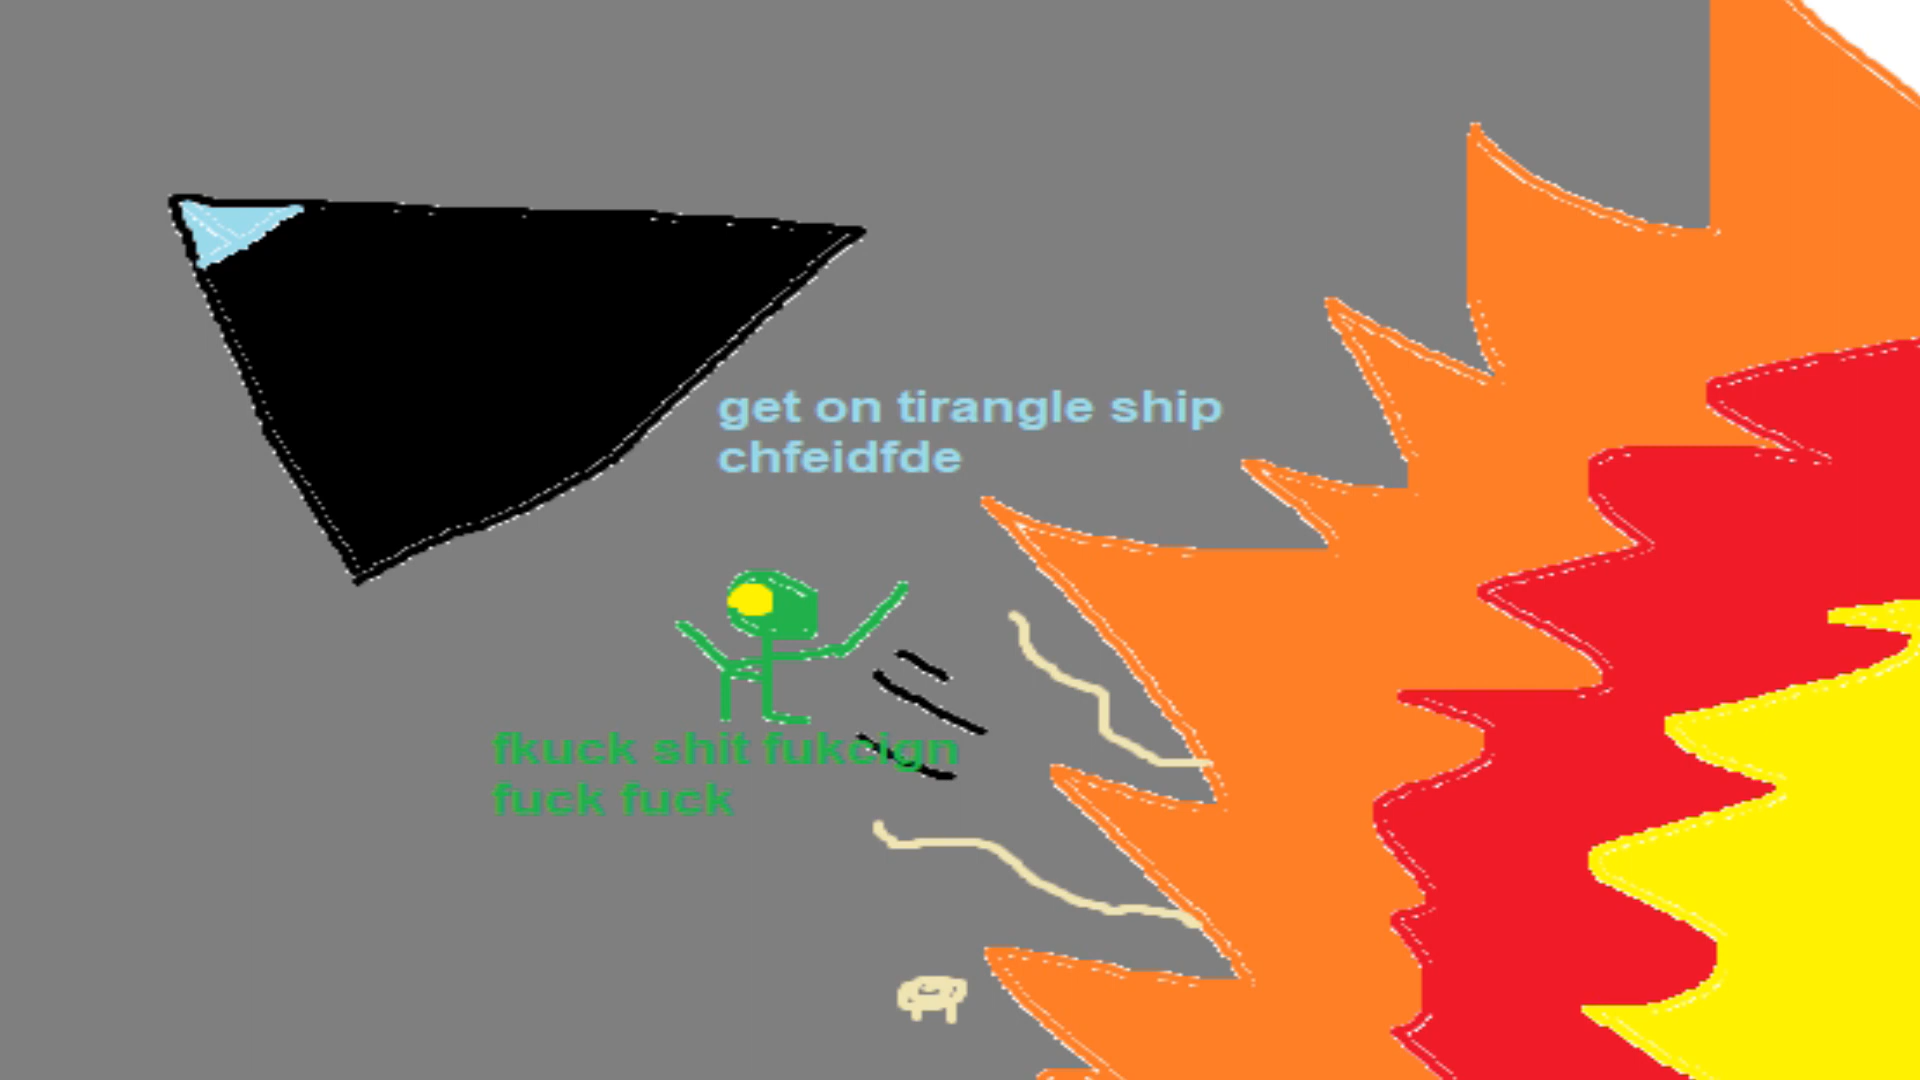 get on tirangle ship
chfeidfde
fkuck shit fukcign
fuck fuck